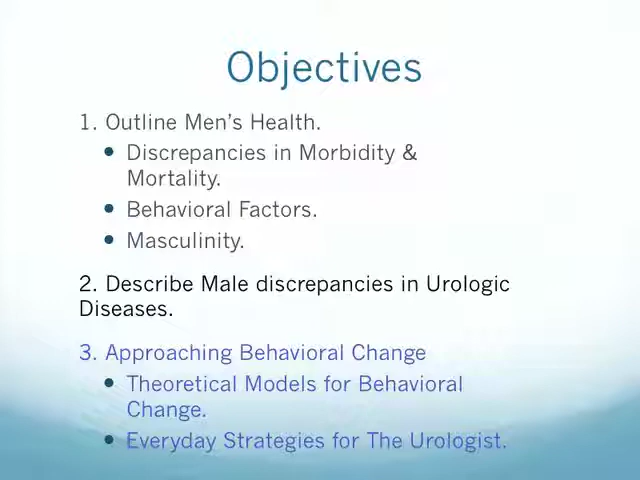 Objectives
1. Outline Men's Health.
• Discrepancies in Morbidity &
Mortality.
• Behavioral Factors.
• Masculinity.
2. Describe Male discrepancies in Urologic
Diseases.
3. Approaching Behavioral Change
• Theoretical Models for Behavioral
Change.
• Everyday Strategies for The Urologist.